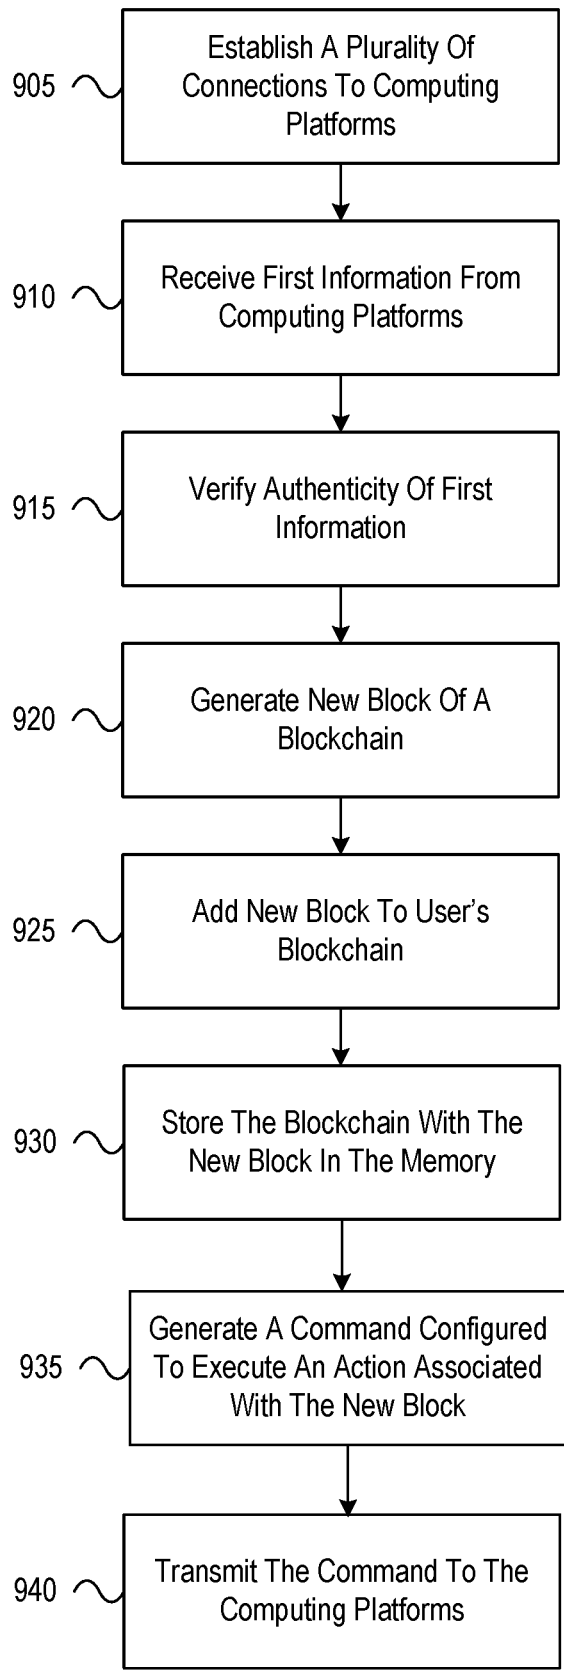 Establish A Plurality Of
Connections To Computing
Platforms
905
Receive First Information From
Computing Platforms
910
Verify Authenticity Of First
Information
915
Generate New Block Of A
Blockchain
920
Add New Block To User's
Blockchain
925
Store The Blockchain With The
New Block In The Memory
930
Generate A Command Configured
To Execute An Action Associated
With The New Block
935
Transmit The Command To The
Computing Platforms
940